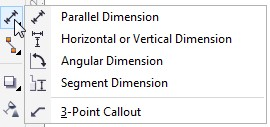 Parallel Dimension
Horizontal or Vertical Dimension
Angular Dimension
Segment Dimension
3-Point Callout